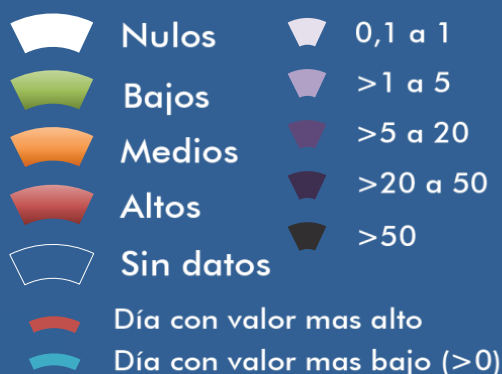 Nulos
Bajos
Medios
Altos
Sin datos
0,1 a 1
>1 a 5
>5 a 20
>20 a 50
>50
Día con valor mas alto
Día con valor mas bajo (>0)